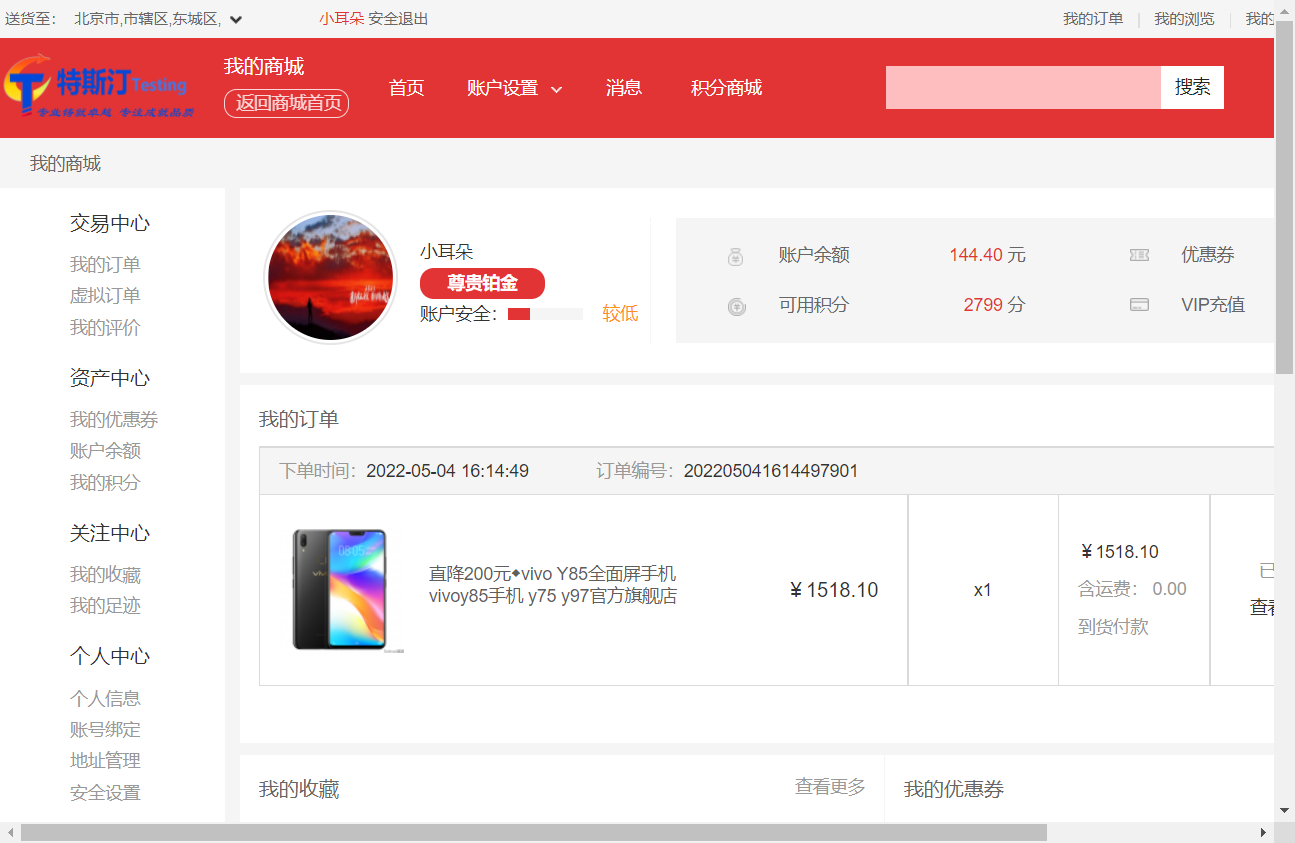 送货至： 北京市,市辖区,东城区, 小耳朵 安全退出 我的订单 我的浏览 我的
特斯汀Testing
专业铸就卓越 专注成就品质
我的商城
返回商城首页
首页 账户设置 消息 积分商城 搜索
我的商城
交易中心
我的订单
虚拟订单
我的评价
资产中心
我的优惠券
账户余额
我的积分
关注中心
我的收藏
我的足迹
个人中心
个人信息
账号绑定
地址管理
安全设置
小耳朵
尊贵铂金
账户安全： 较低
账户余额 144.40 元 优惠券
可用积分 2799 分 VIP充值
我的订单
下单时间： 2022-05-04 16:14:49 订单编号： 202205041614497901
08:05
vivo
直降200元◆vivo Y85全面屏手机
vivoy85手机 y75 y97官方旗舰店
￥1518.10
x1
￥1518.10
含运费： 0.00
到货付款
已
查看
我的收藏 查看更多 我的优惠券